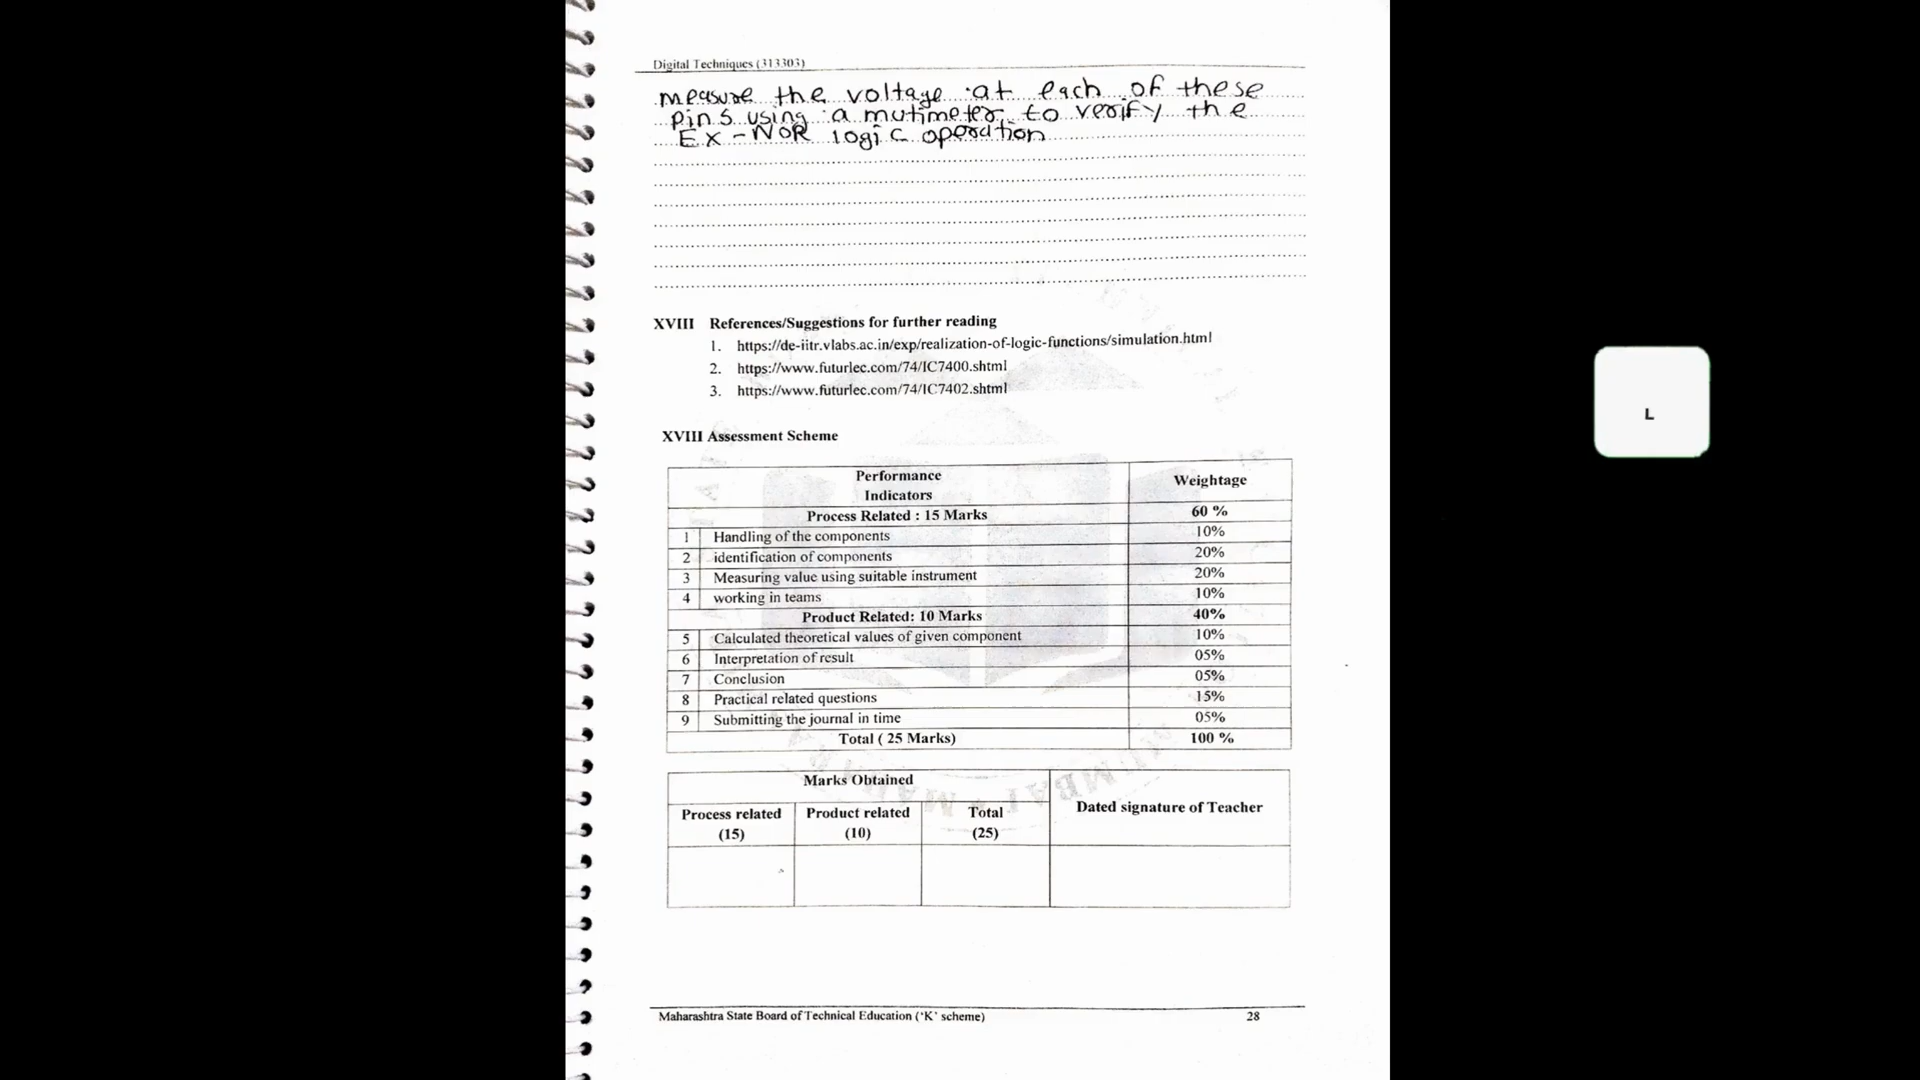 Digital Techniques (313303)
measure the voltage at each of these
pins using a mutimeter to verify the
Ex-NOR logic operation
XVIII References/Suggestions for further reading
1. https://de-iitr.vlabs.ac.in/exp/realization-of-logic-functions/simulation.html
2. https://www.futurlec.com/74/IC7400.shtml
3. https://www.futurlec.com/74/IC7402.shtml
XVIII Assessment Scheme
Performance
Indicators
Weightage
Process Related : 15 Marks 60 %
1 Handling of the components 10%
2 identification of components 20%
3 Measuring value using suitable instrument 20%
4 working in teams 10%
Product Related: 10 Marks 40%
5 Calculated theoretical values of given component 10%
6 Interpretation of result 05%
7 Conclusion 05%
8 Practical related questions 15%
9 Submitting the journal in time 05%
Total ( 25 Marks) 100 %
Marks Obtained
Dated signature of Teacher
Process related
(15)
Product related
(10)
Total
(25)
Maharashtra State Board of Technical Education ('K' scheme) 28
L